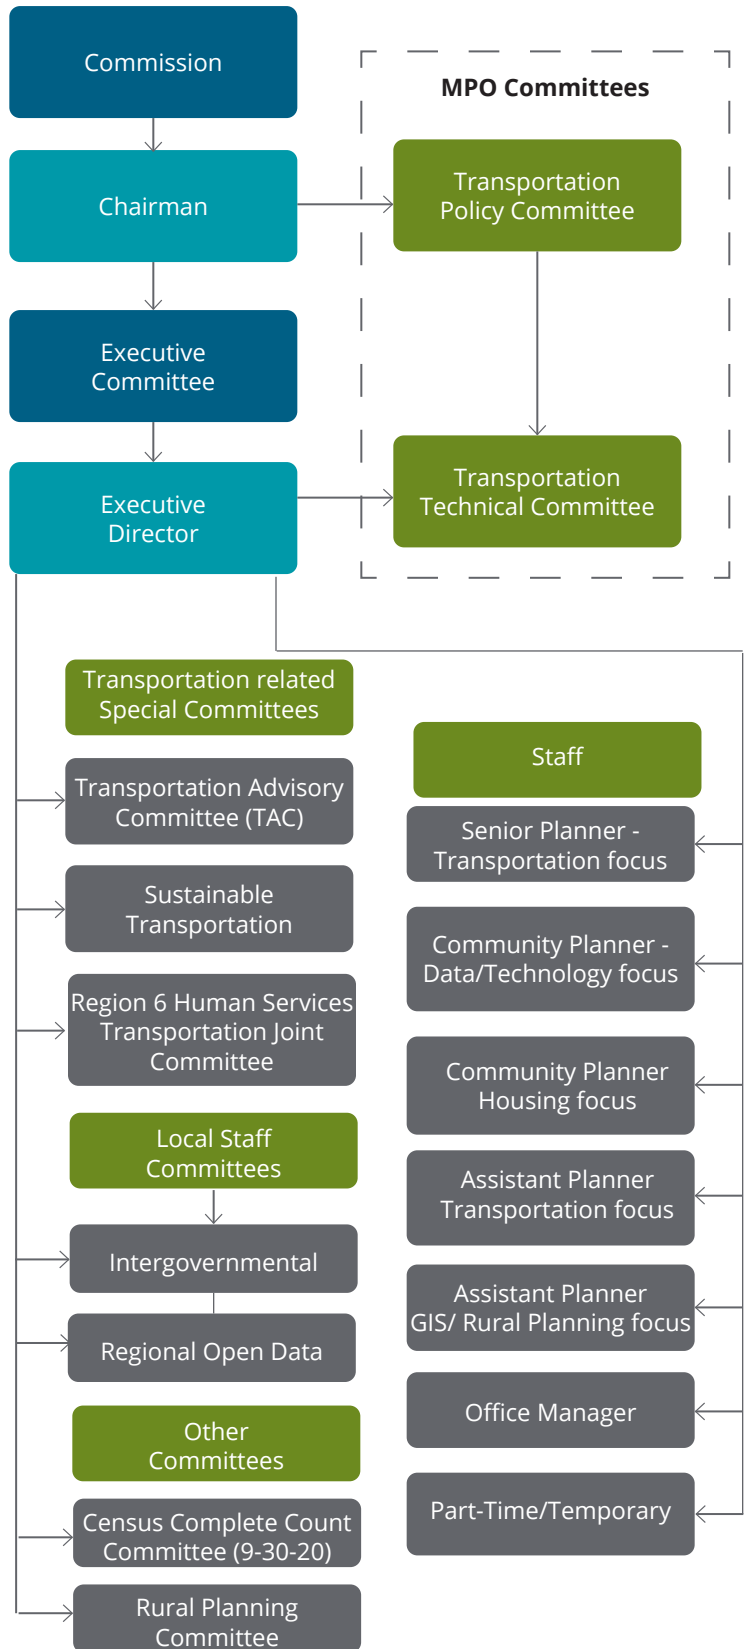 Commission
MPO Committees
Chairman
Transportation
Policy Committee
Executive
Committee
Executive
Director
Transportation
Technical Committee
Transportation related
Special Committees
Transportation Advisory
Committee (TAC)
Sustainable
Transportation
Region 6 Human Services
Transportation Joint
Committee
Local Staff
Committees
Intergovernmental
Regional Open Data
Other
Committees
Census Complete Count
Committee (9-30-20)
Rural Planning
Committee
Staff
Senior Planner -
Transportation focus
Community Planner -
Data/Technology focus
Community Planner
Housing focus
Assistant Planner
Transportation focus
Assistant Planner
GIS/ Rural Planning focus
Office Manager
Part-Time/Temporary